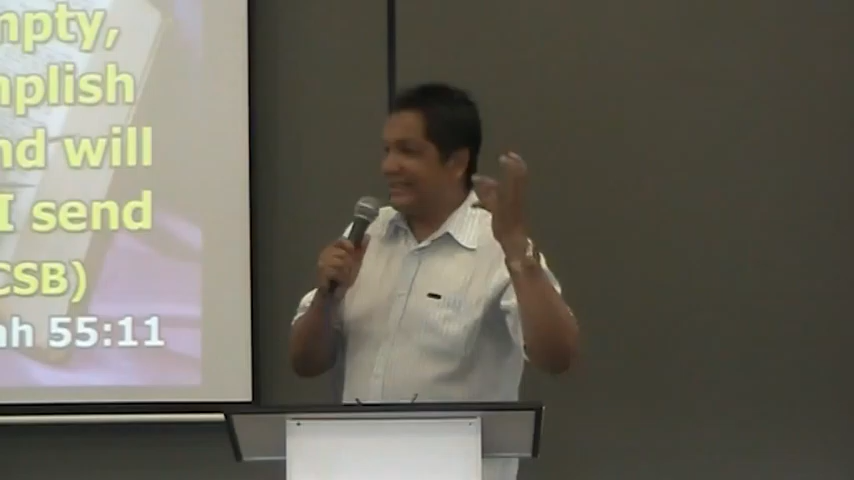 mpty,
mplish
nd will
I send
CSB)
ah 55:11